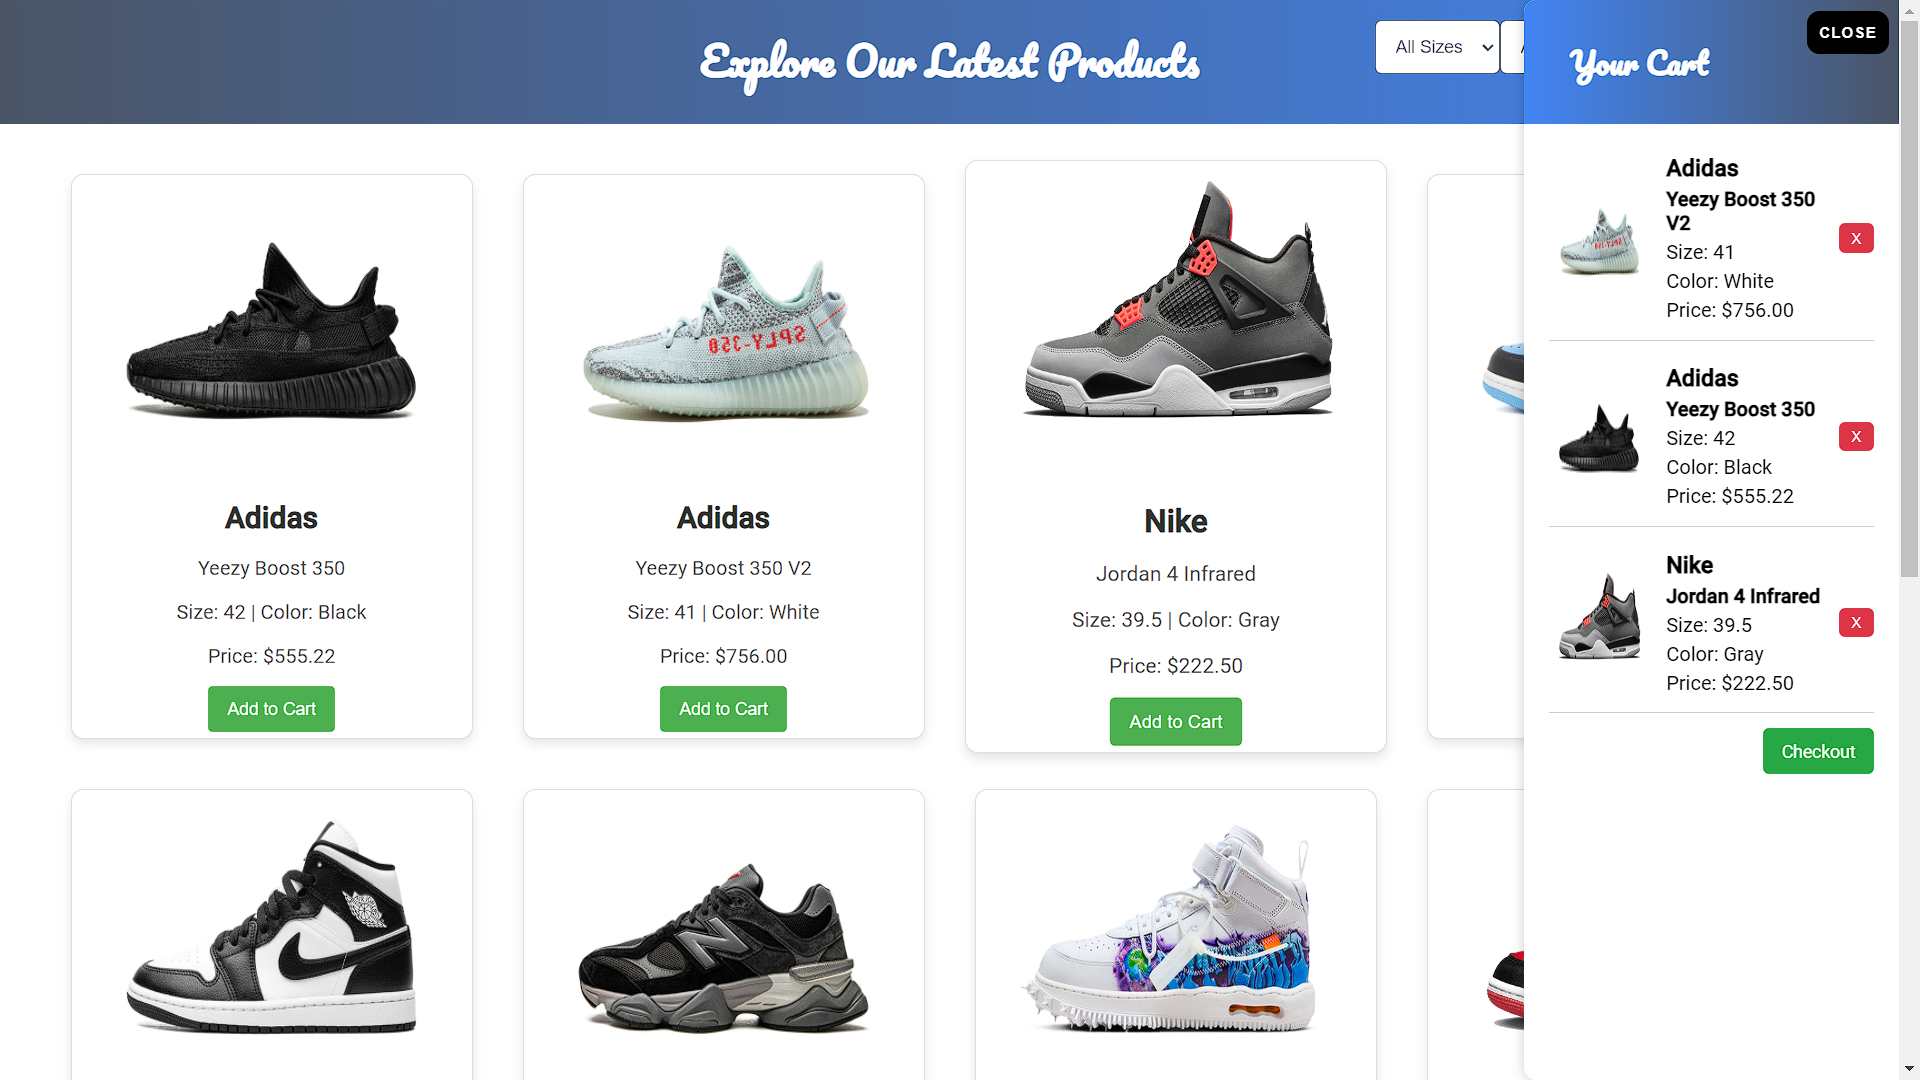 Explore Our Latest Products
All Sizes
Your Cart
CLOSE
SPLY-350
Adidas
Yeezy Boost 350
Size: 42 | Color: Black
Price: $555.22
Add to Cart
Adidas
Yeezy Boost 350 V2
Size: 41 | Color: White
Price: $756.00
Add to Cart
Nike
Jordan 4 Infrared
Size: 39.5 | Color: Gray
Price: $222.50
Add to Cart
Adidas
Yeezy Boost 350
V2
Size: 41
Color: White
Price: $756.00
X
Adidas
Yeezy Boost 350
Size: 42
Color: Black
Price: $555.22
X
Nike
Jordan 4 Infrared
Size: 39.5
Color: Gray
Price: $222.50
X
Checkout